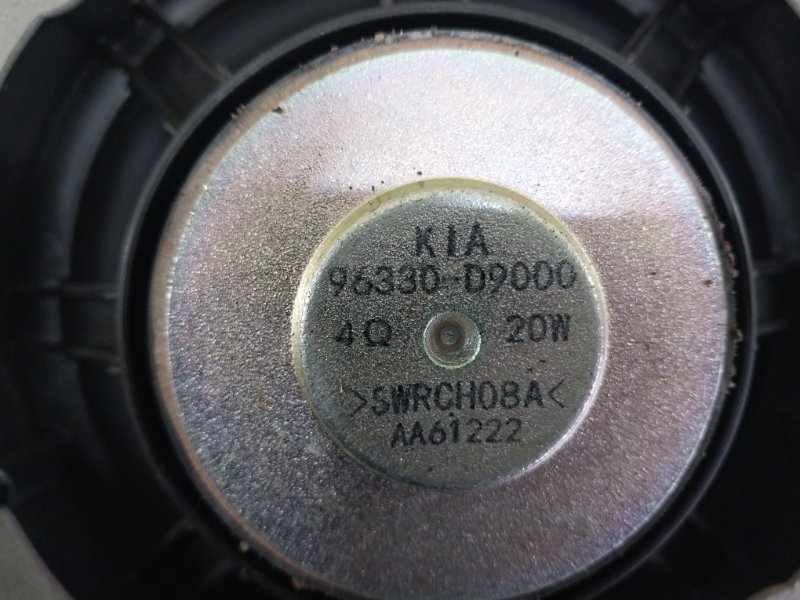 KIA
96330-D9000
4Ω 20W
>SWRCH08A<
AA61222